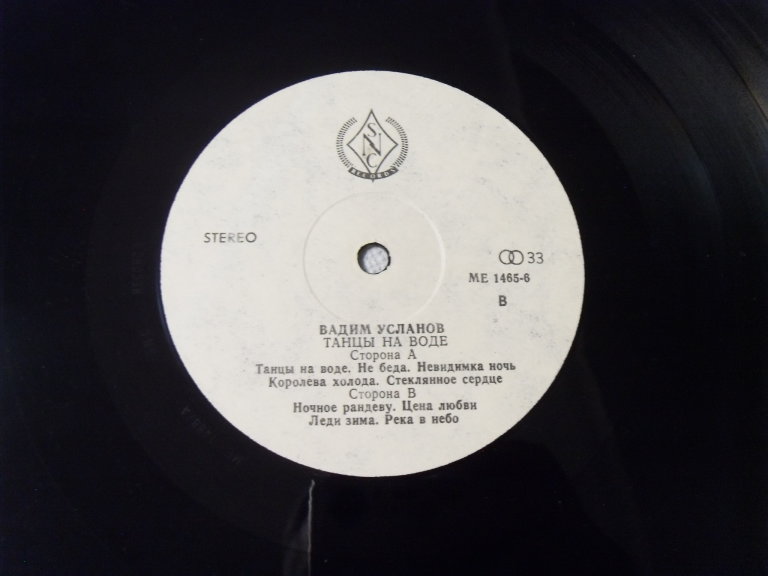 SNC
RECORDS
STEREO
33
МЕ 1465-6
В
ВАДИМ УСЛАНОВ
ТАНЦЫ НА ВОДЕ
Сторона А
Танцы на воде. Не беда. Невидимка ночь
Королева холода. Стеклянное сердце
Сторона В
Ночное рандеву. Цена любви
Леди зима. Река в небо